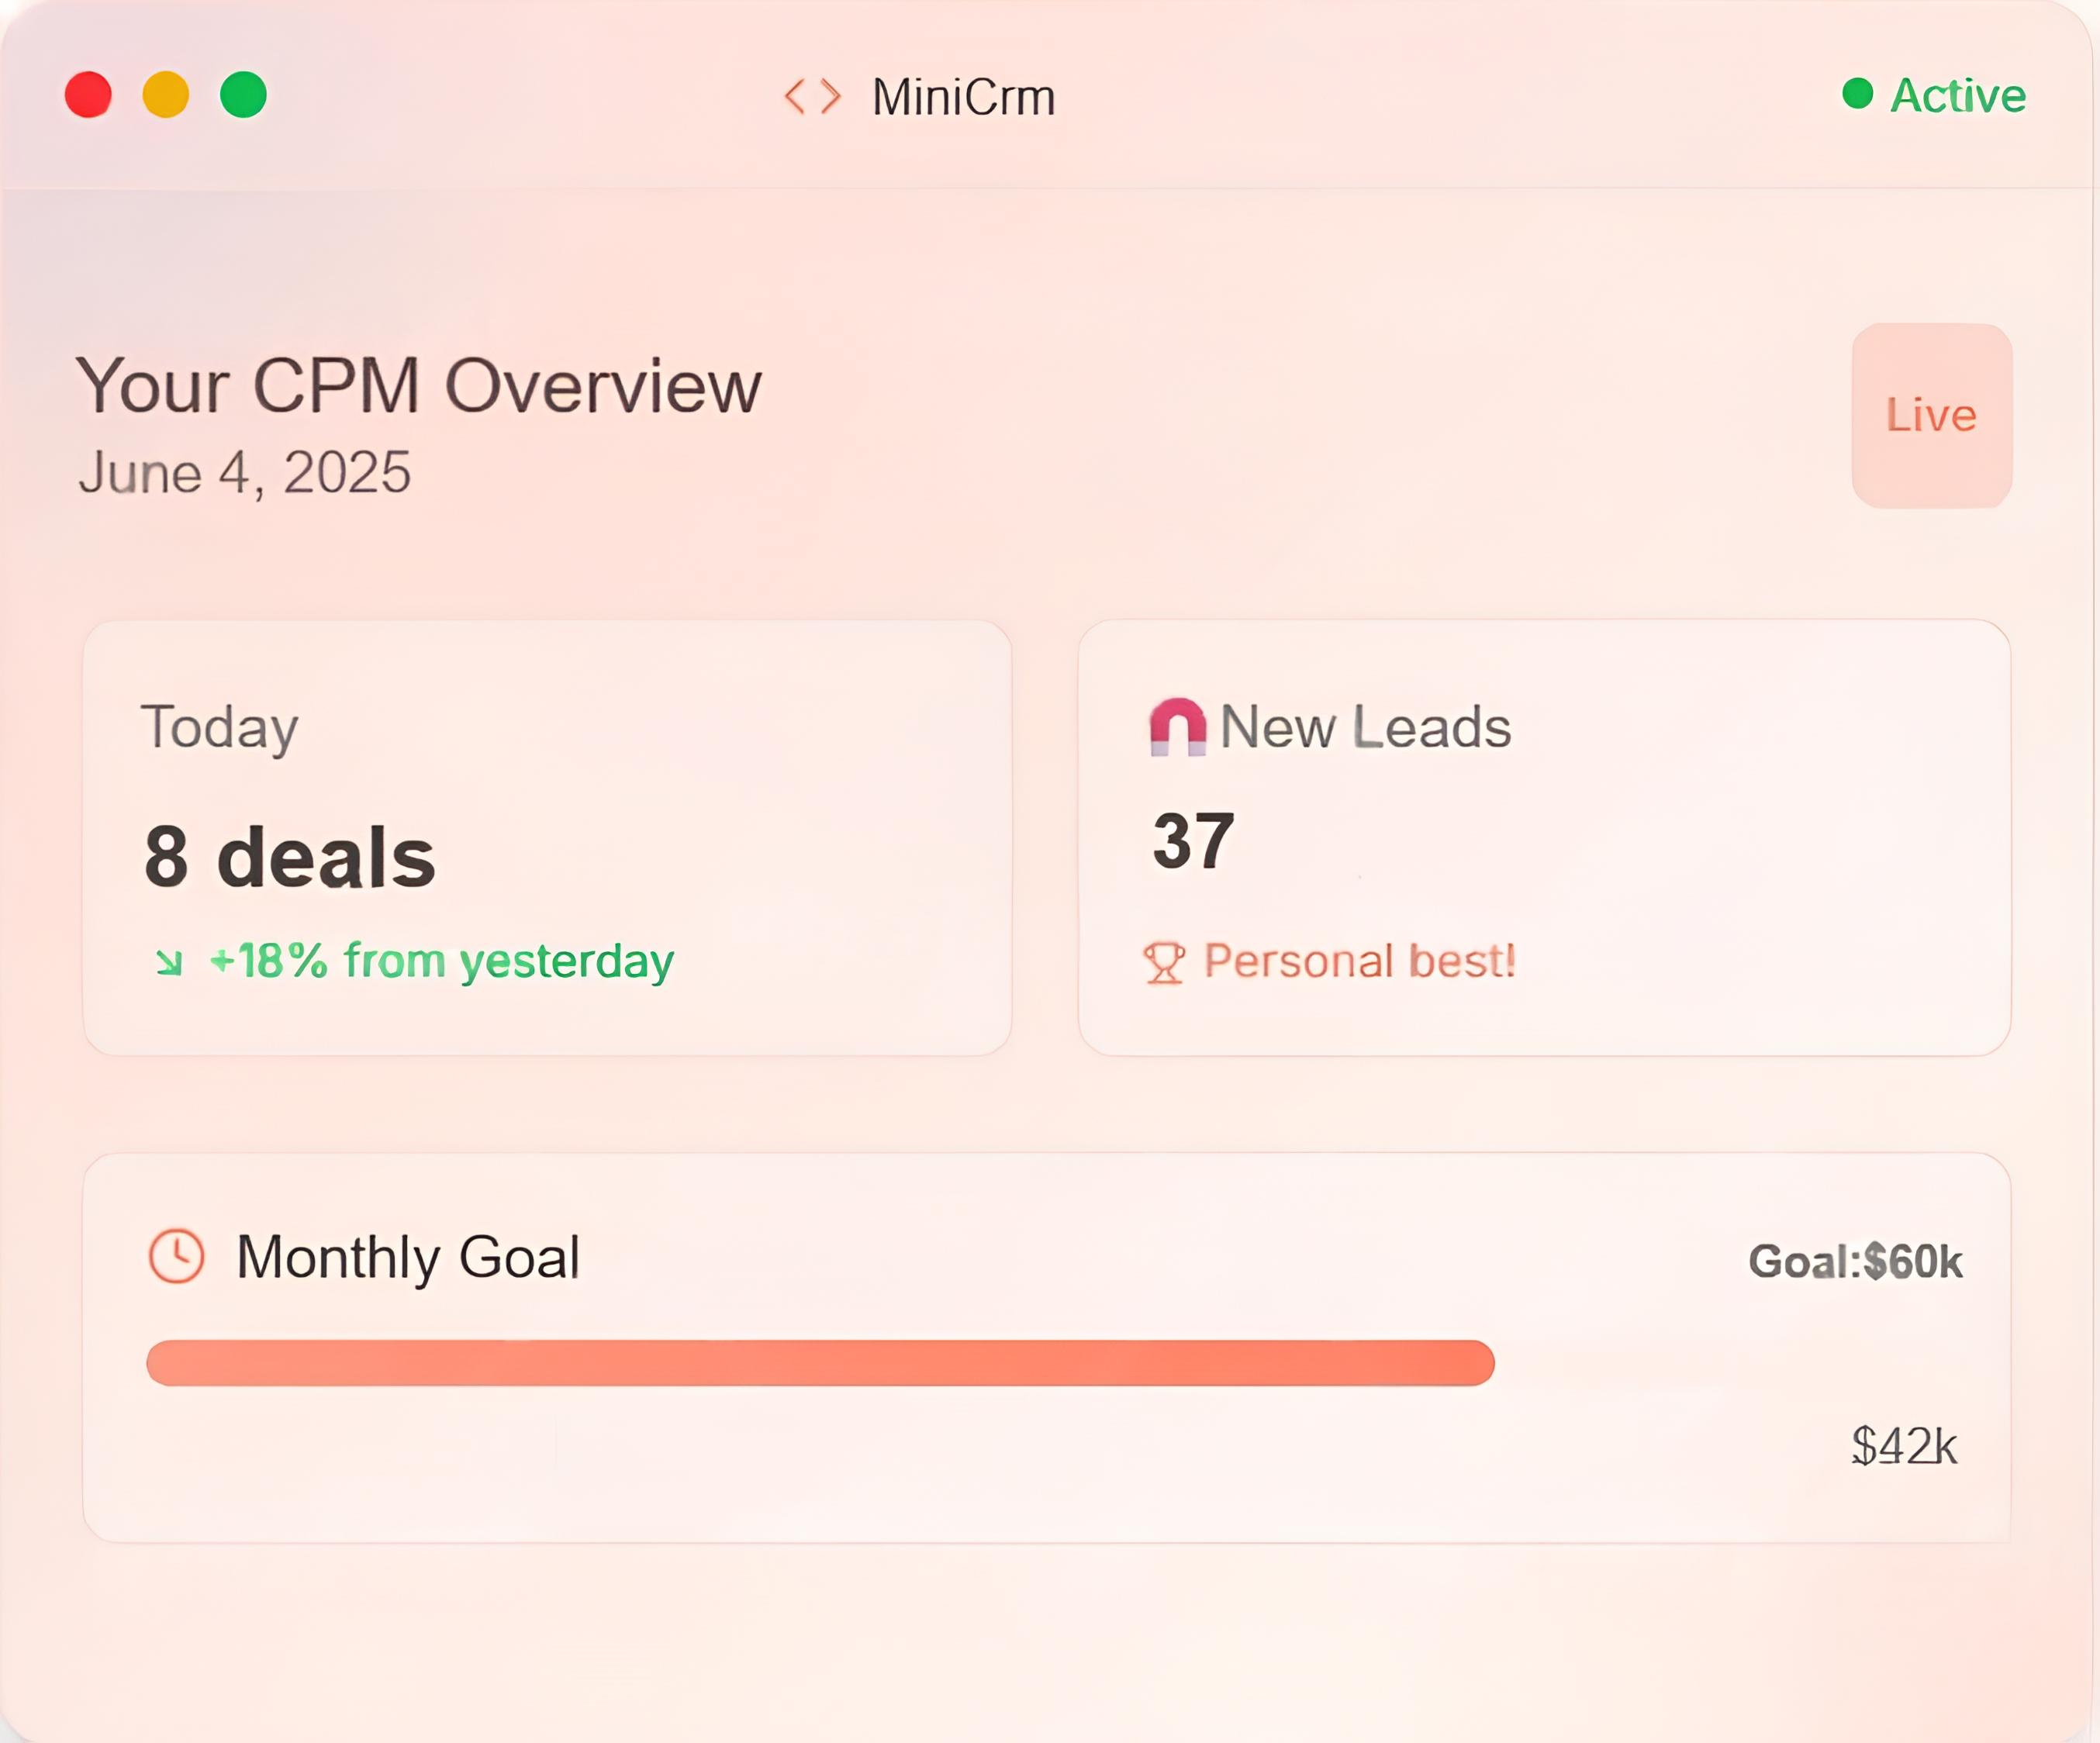 MiniCrm
Active
Your CPM Overview
June 4, 2025
Live
Today
8 deals
+18% from yesterday
New Leads
37
Personal best!
Monthly Goal
Goal:$60k
$42k